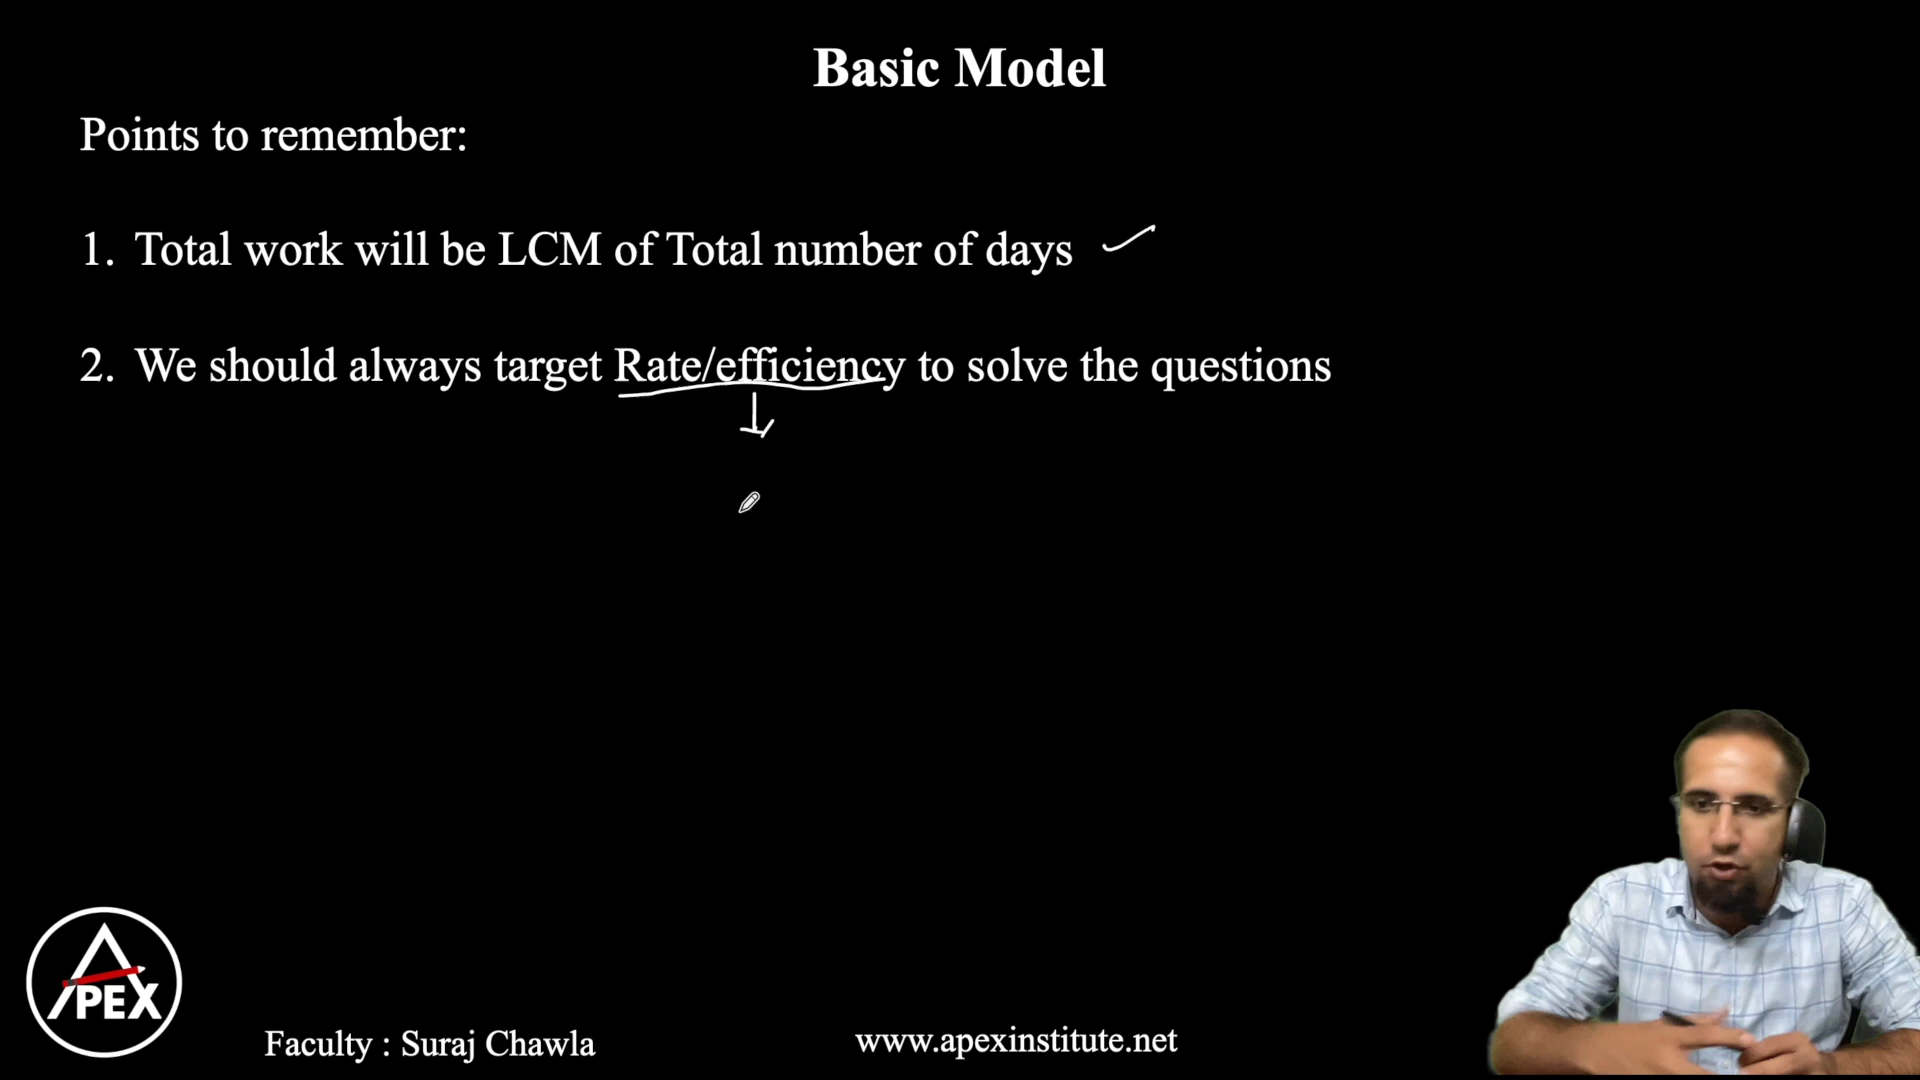 Basic Model
Points to remember:
1. Total work will be LCM of Total number of days
2. We should always target Rate/efficiency to solve the questions
APEX
Faculty : Suraj Chawla
www.apexinstitute.net